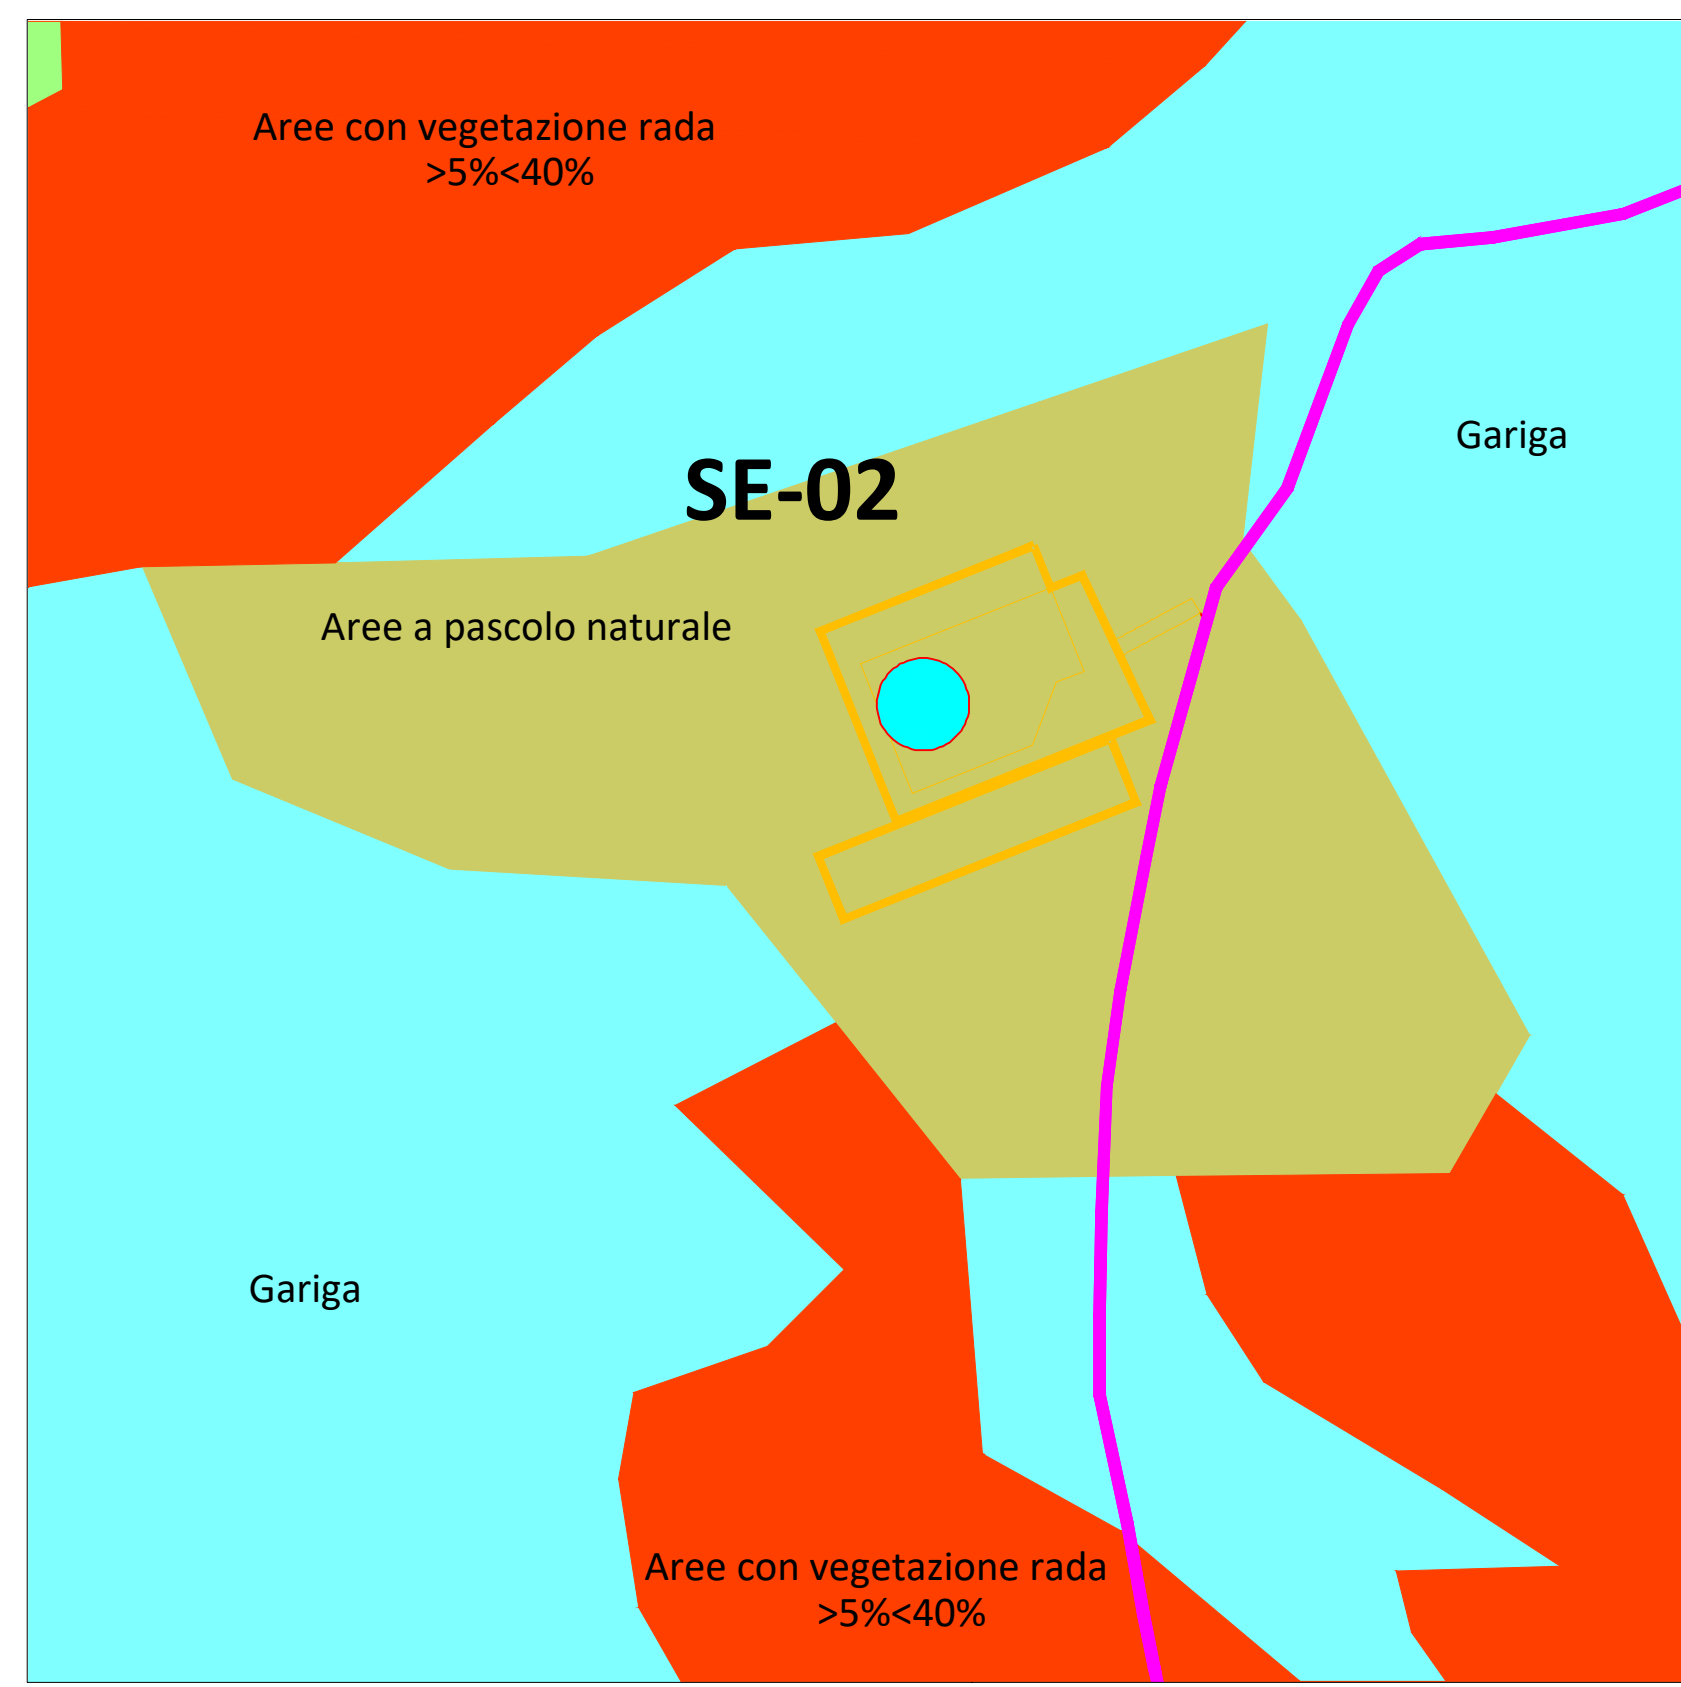 Aree con vegetazione rada
>5%<40%
Gariga
SE-02
Aree a pascolo naturale
Gariga
Aree con vegetazione rada
>5%<40%